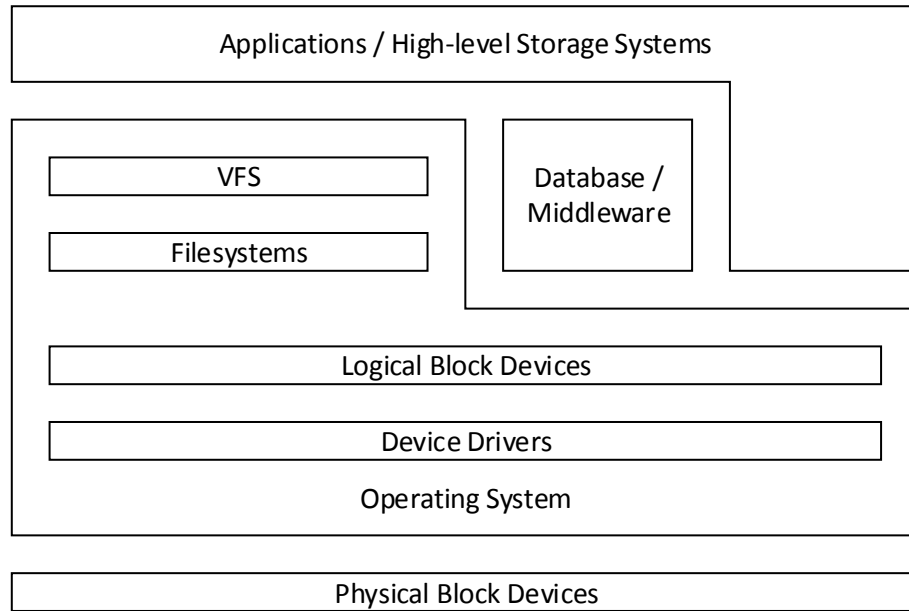 Applications / High-level Storage Systems
VFS
Database /
Middleware
Filesystems
Logical Block Devices
Device Drivers
Operating System
Physical Block Devices